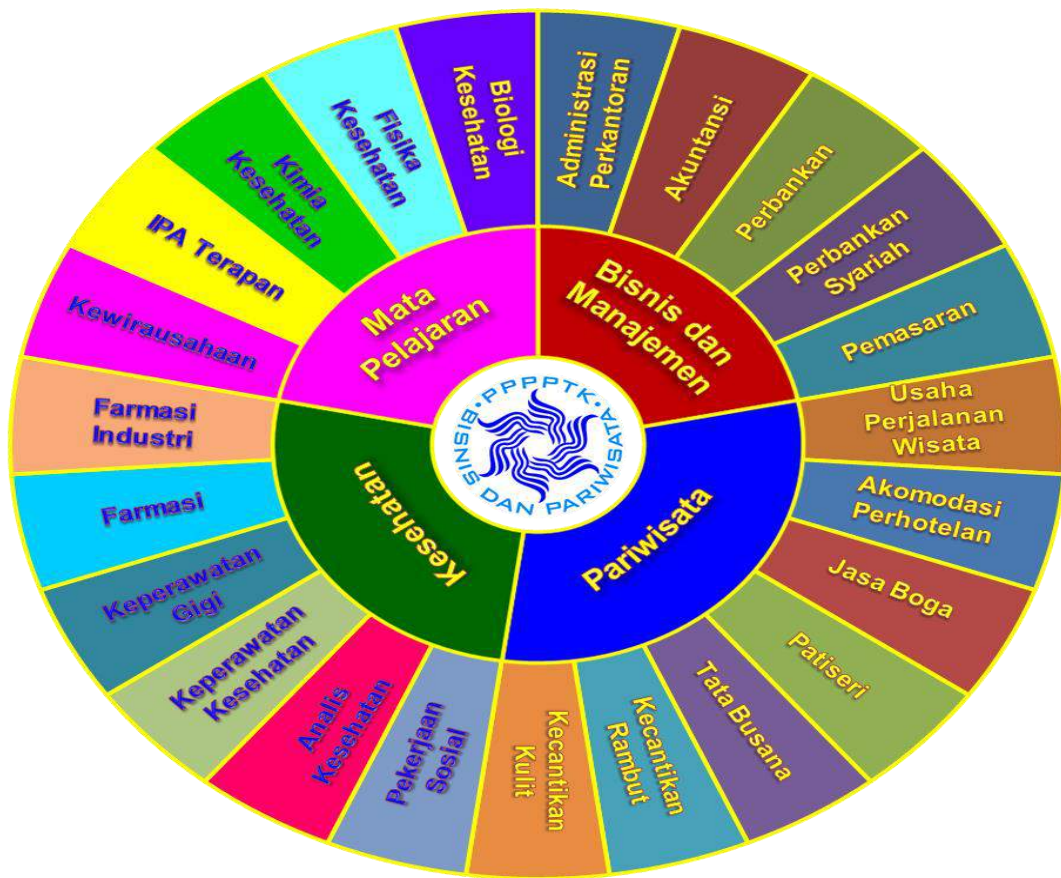 Biologi
Kesehatan
Administrasi
Perkantoran
Akuntansi
Perbankan
Perbankan
Syariah
Pemasaran
Usaha
Perjalanan
Wisata
Akomodasi
Perhotelan
Jasa Boga
Patiseri
Tata Busana
Kecantikan
Rambut
Kecantikan
Kulit
Pekerjaan
Sosial
Analis
Kesehatan
Keperawatan
Kesehatan
Keperawatan
Gigi
Farmasi
Farmasi
Industri
Kewirausahaan
IPA Terapan
Kimia
Kesehatan
Fisika
Kesehatan
Mata
Pelajaran
Bisnis dan
Manajemen
Pariwisata
Kesehatan
•PPPPTK•
BISNIS DAN PARIWISATA